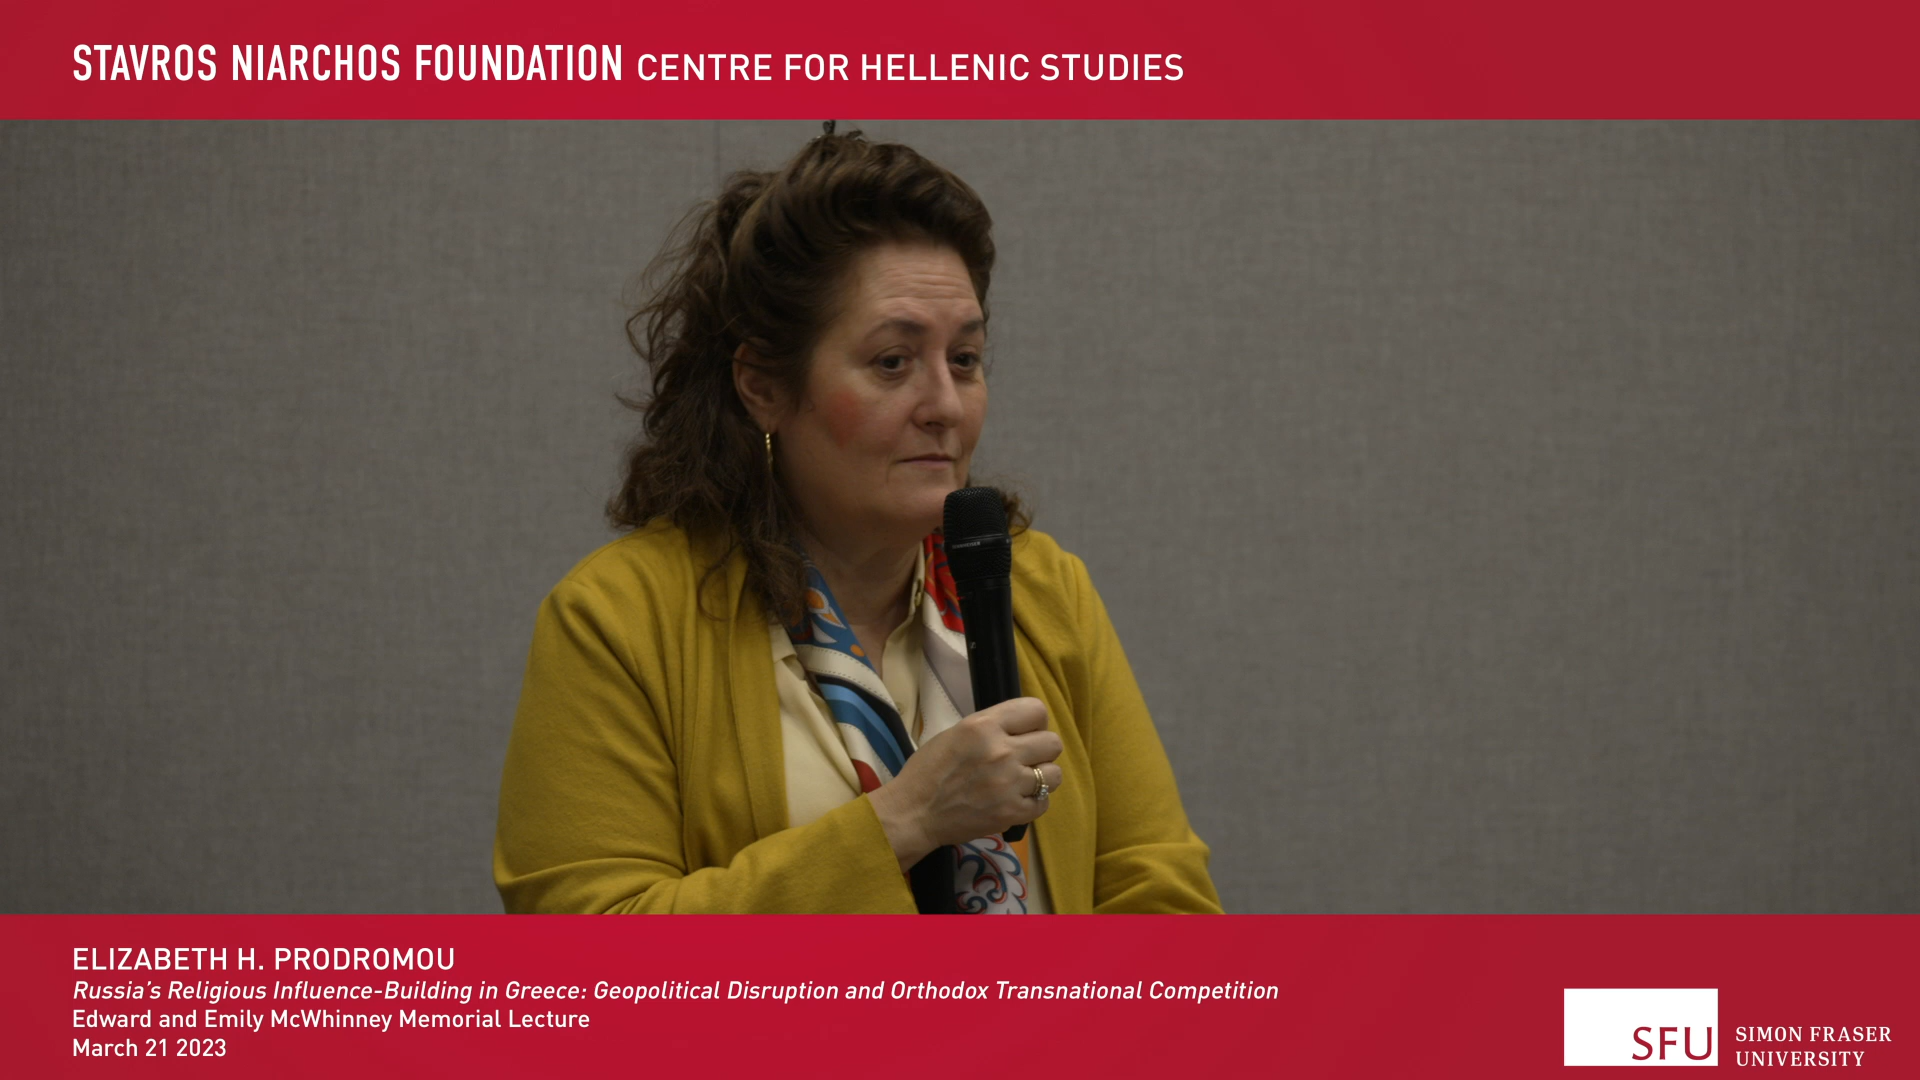 STAVROS NIARCHOS FOUNDATION CENTRE FOR HELLENIC STUDIES
ELIZABETH H. PRODROMOU
Russia's Religious Influence-Building in Greece: Geopolitical Disruption and Orthodox Transnational Competition
Edward and Emily McWhinney Memorial Lecture
March 21 2023
SFU SIMON FRASER
UNIVERSITY